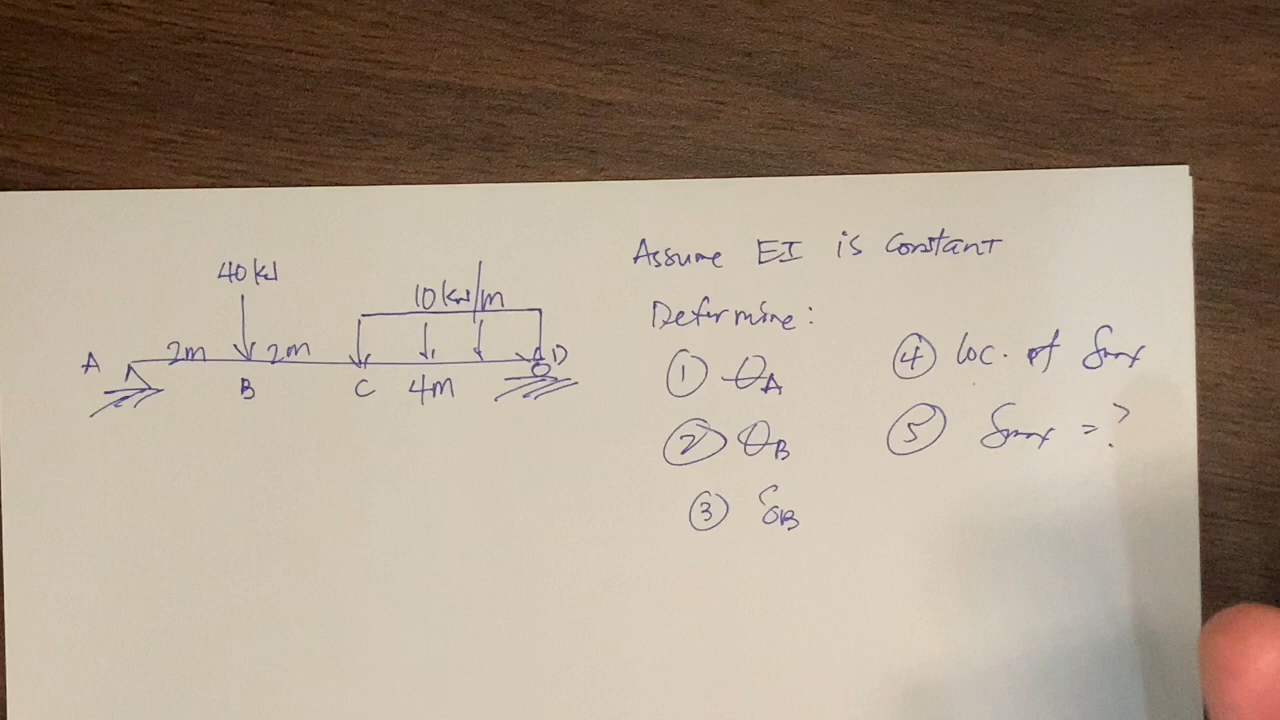 Assume EI is constant
Determine:
① θA
② θB
③ δB
④ loc. of δmax
⑤ δmax = ?
40 kN
10 kN/m
A 2m 2m D
B C 4m